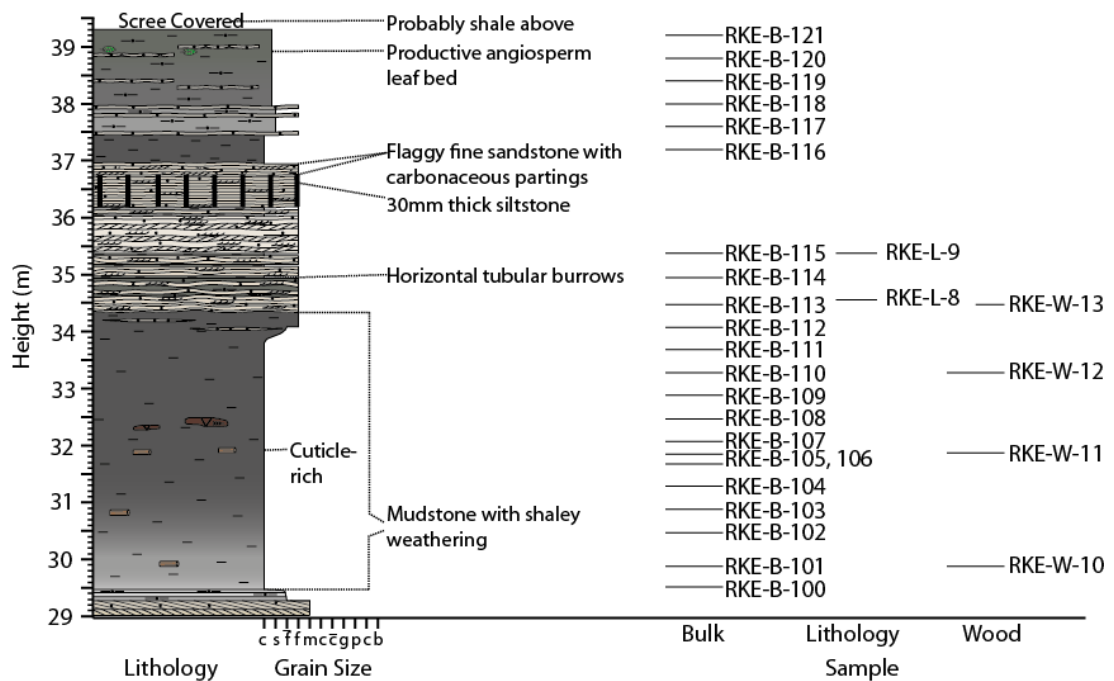 Scree Covered
Probably shale above
Productive angiosperm
leaf bed
Flaggy fine sandstone with
carbonaceous partings
30mm thick siltstone
Horizontal tubular burrows
Cuticle-
rich
Mudstone with shaley
weathering
Height (m)
39
38
37
36
35
34
33
32
31
30
29
RKE-B-121
RKE-B-120
RKE-B-119
RKE-B-118
RKE-B-117
RKE-B-116
RKE-B-115
RKE-B-114
RKE-B-113
RKE-B-112
RKE-B-111
RKE-B-110
RKE-B-109
RKE-B-108
RKE-B-107
RKE-B-105, 106
RKE-B-104
RKE-B-103
RKE-B-102
RKE-B-101
RKE-B-100
RKE-L-9
RKE-L-8
RKE-W-13
RKE-W-12
RKE-W-11
RKE-W-10
c s f̅ f m c c̅ g p c b
Bulk Lithology Wood
Lithology Grain Size Sample